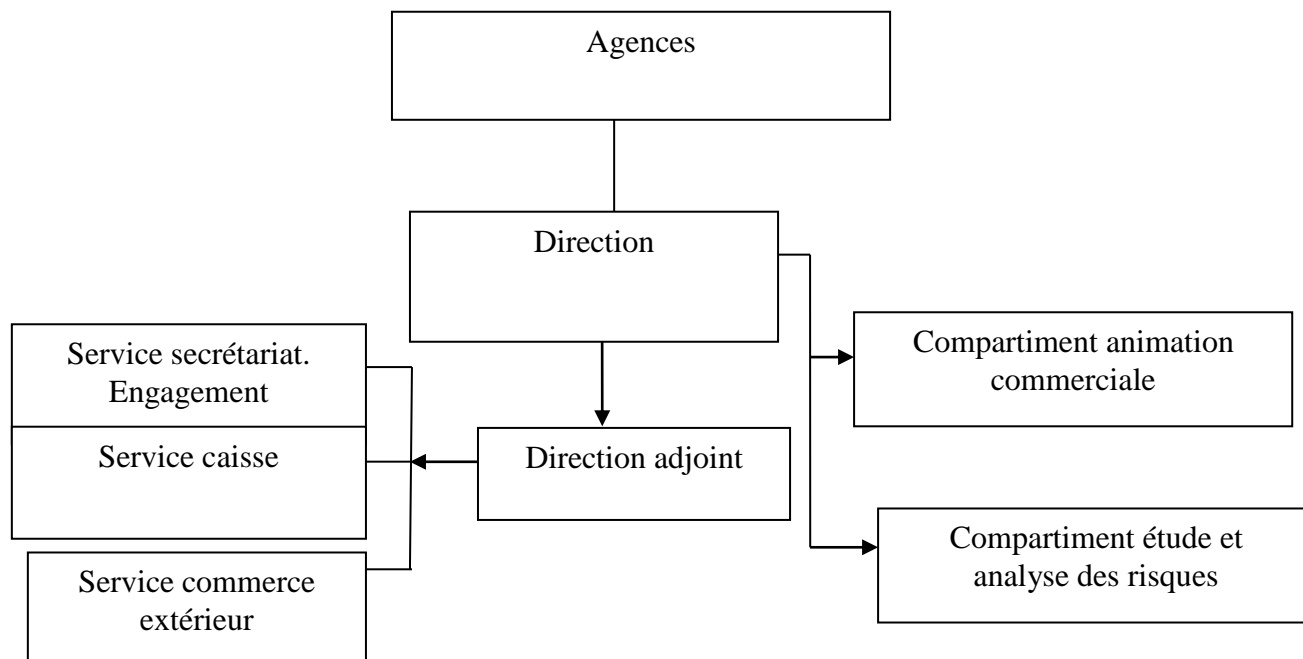 Agences
Direction
Service secrétariat.
Engagement
Service caisse
Service commerce
extérieur
Direction adjoint
Compartiment animation
commerciale
Compartiment étude et
analyse des risques